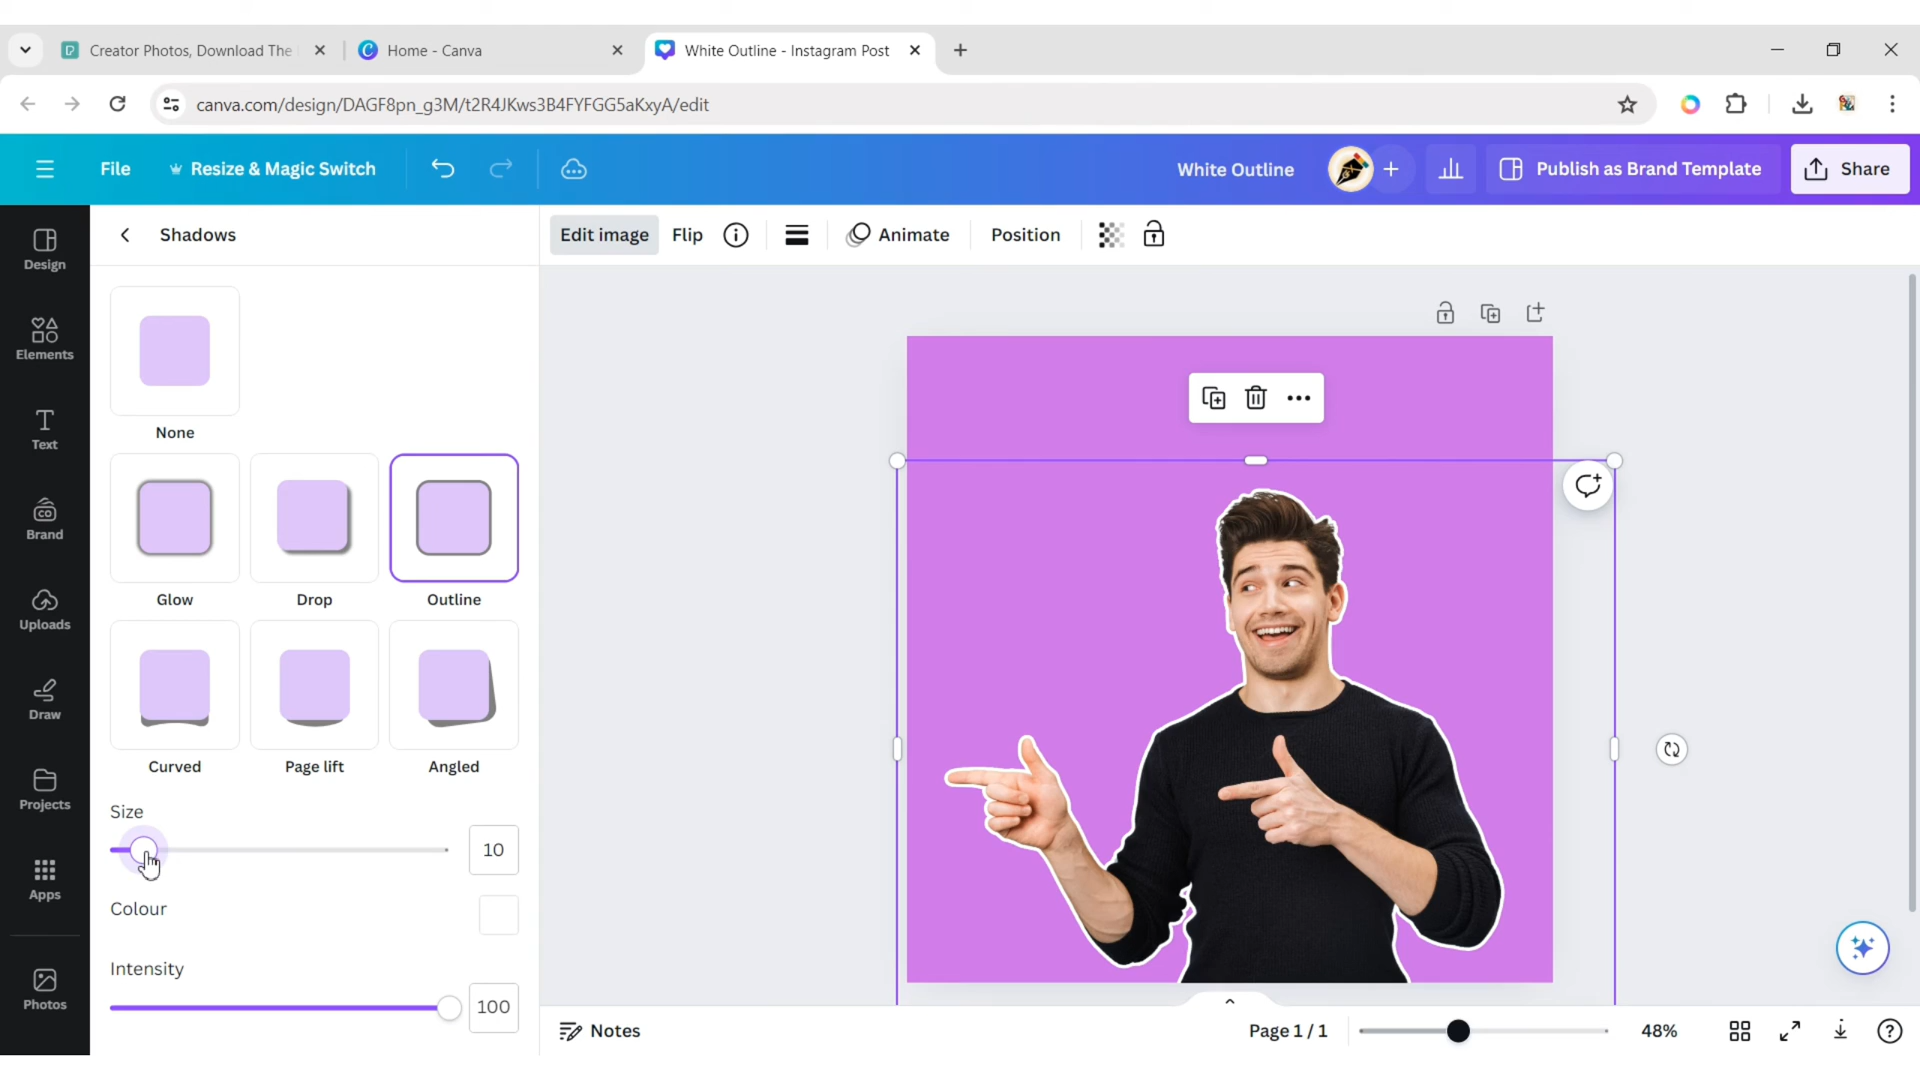 Creator Photos, Download The
Home - Canva
White Outline - Instagram Post
canva.com/design/DAGF8pn_g3M/t2R4JKws3B4FYFGG5aKxyA/edit
File
Resize & Magic Switch
White Outline
Publish as Brand Template
Share
Design
Elements
Text
Brand
Uploads
Draw
Projects
Apps
Photos
Shadows
None
Glow
Drop
Outline
Curved
Page lift
Angled
Size
10
Colour
Intensity
100
Edit image
Flip
Animate
Position
Notes
Page 1 / 1
48%